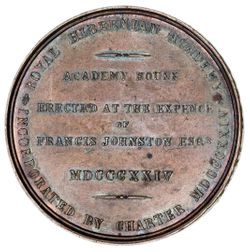 ROYAL HIBERNIAN ACADEMY
INCORPORATED BY CHARTER
ACADEMY HOUSE
ERECTED AT THE EXPENCE
OF
FRANCIS JOHNSTON ESQR
MDCCCXXIV